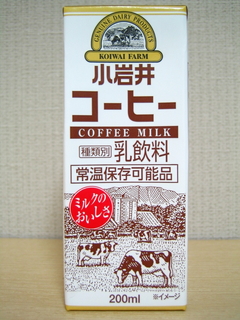 GENUINE DAIRY PRODUCTS
KOIWAI FARM
小岩井
コーヒー
COFFEE MILK
種類別 乳飲料
常温保存可能品
ミルクの
おいしさ
200ml
※イメージ